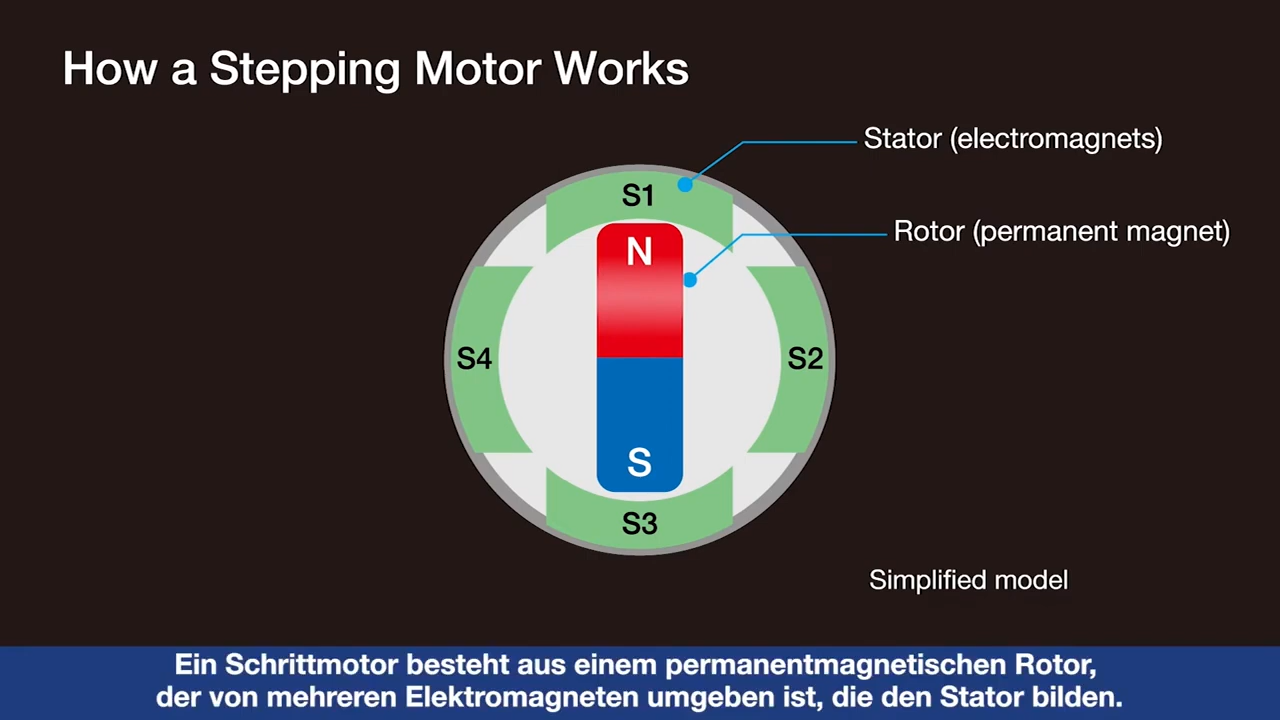 How a Stepping Motor Works
Stator (electromagnets)
S1
Rotor (permanent magnet)
N
S4
S2
S
S3
Simplified model
Ein Schrittmotor besteht aus einem permanentmagnetischen Rotor,
der von mehreren Elektromagneten umgeben ist, die den Stator bilden.